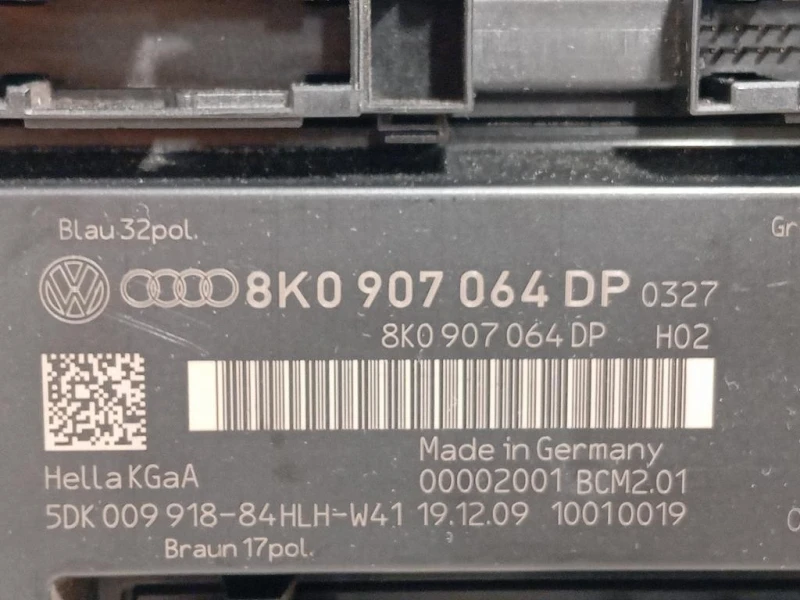 Blau 32pol.
Gr
8K0 907 064 DP 0327
8K0 907 064 DP H02
Made in Germany
Hella KGaA
00002001 BCM2.01
5DK 009 918-84 HLH-W41 19.12.09 10010019
Braun 17pol.